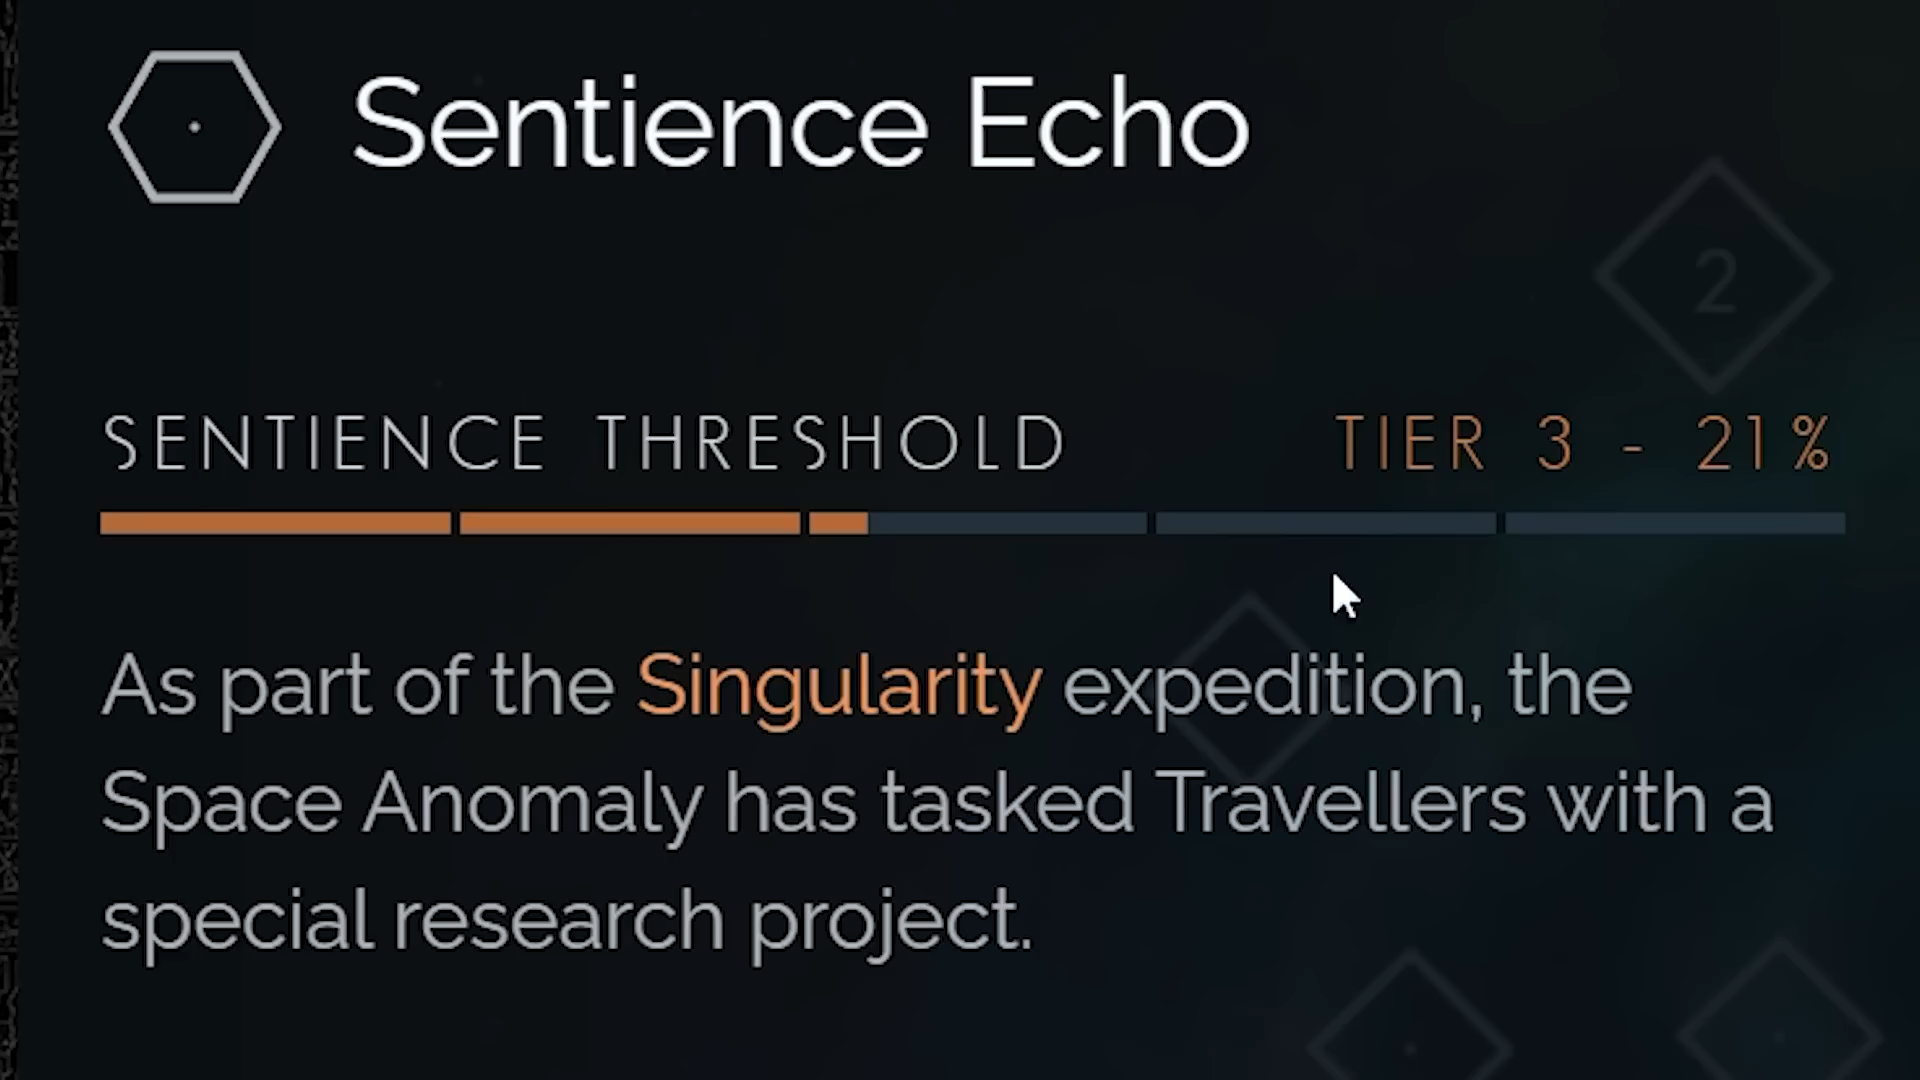 Sentience Echo
2
SENTIENCE THRESHOLD TIER 3 - 21%
As part of the Singularity expedition, the
Space Anomaly has tasked Travellers with a
special research project.